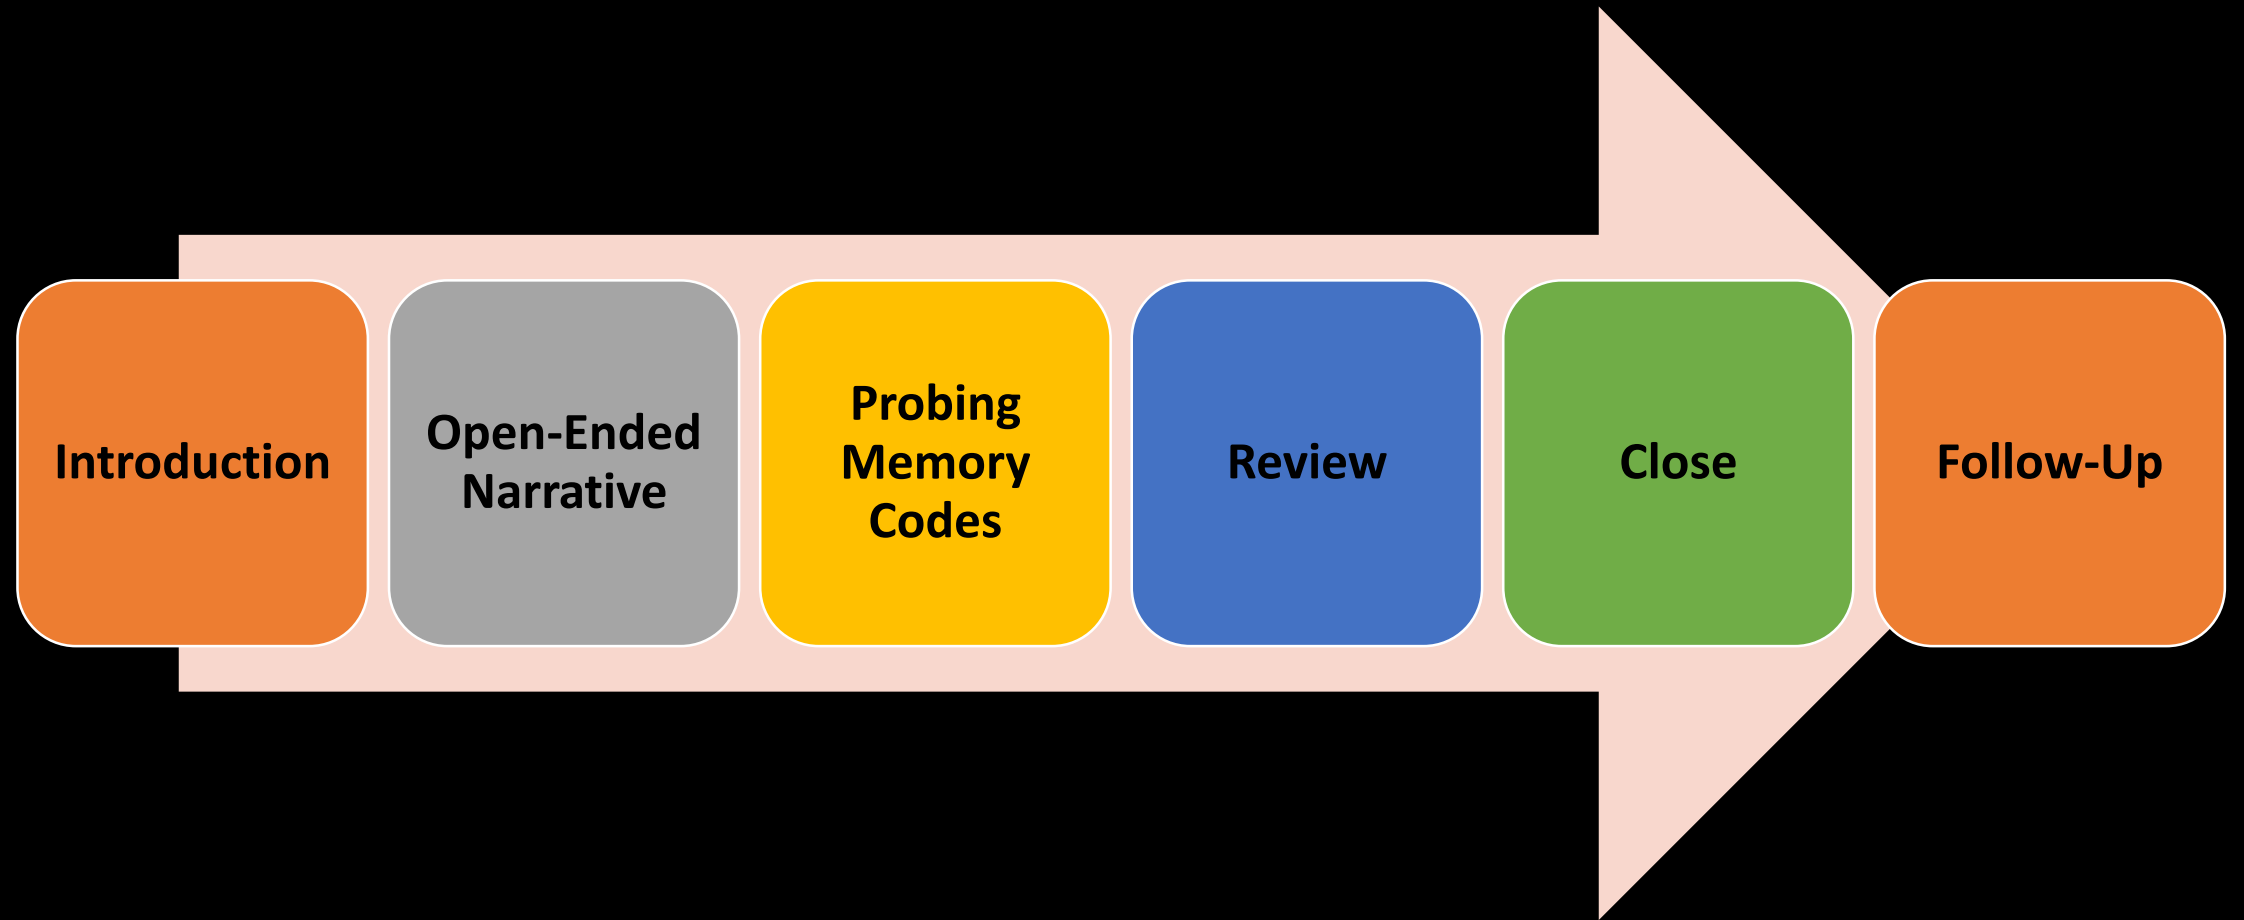 Introduction
Open-Ended
Narrative
Probing
Memory
Codes
Review
Close
Follow-Up